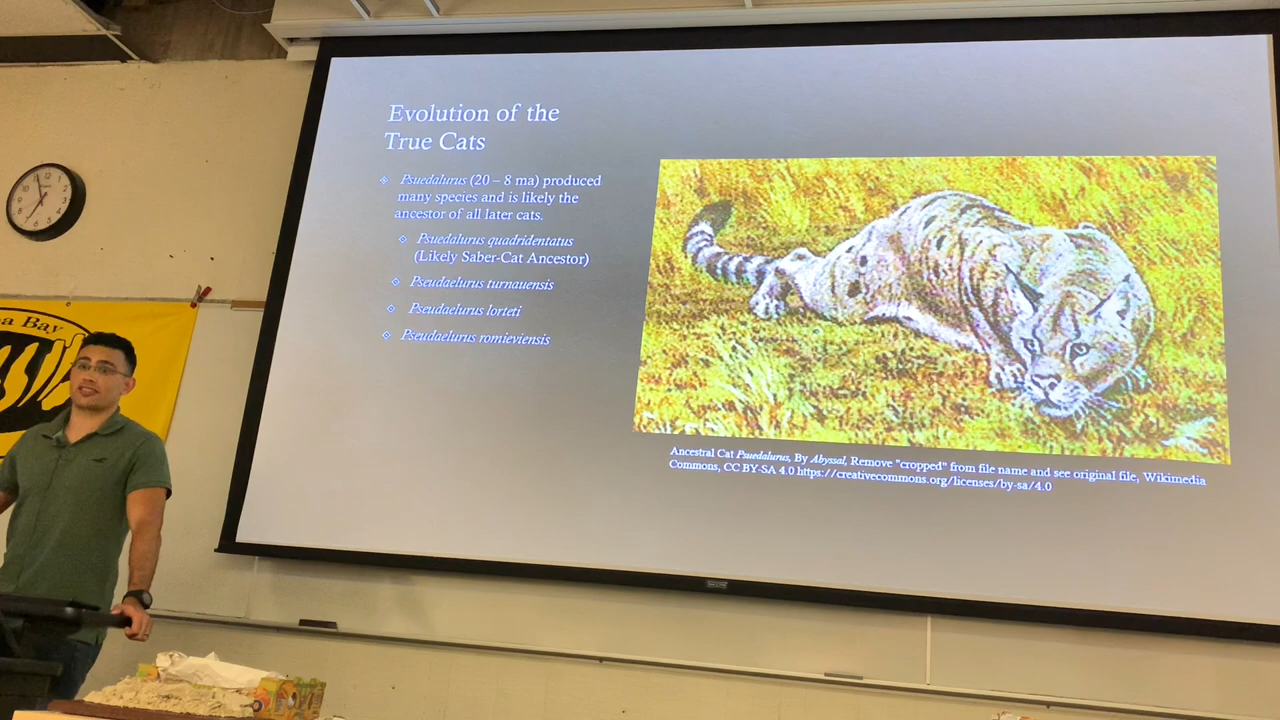 Evolution of the
True Cats
Psuedalurus (20 – 8 ma) produced
many species and is likely the
ancestor of all later cats.
Psuedalurus quadridentatus
(Likely Saber-Cat Ancestor)
Pseudaelurus turnauensis
Pseudaelurus lorteti
Pseudaelurus romieviensis
Ancestral Cat Psuedalurus, By Abyssal, Remove "cropped" from file name and see original file, Wikimedia
Commons, CC BY-SA 4.0 https://creativecommons.org/licenses/by-sa/4.0
Bay